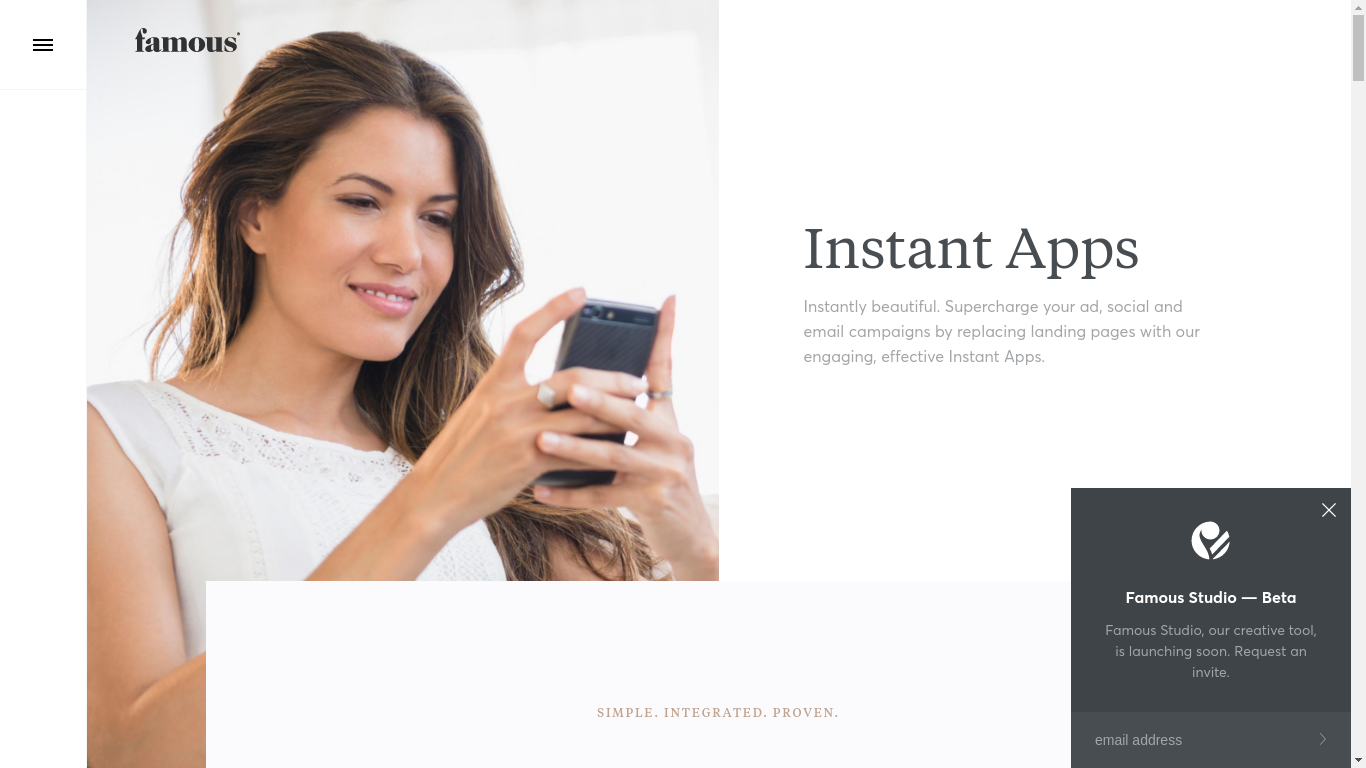 famous
Instant Apps
Instantly beautiful. Supercharge your ad, social and
email campaigns by replacing landing pages with our
engaging, effective Instant Apps.
SIMPLE. INTEGRATED. PROVEN.
Famous Studio — Beta
Famous Studio, our creative tool,
is launching soon. Request an
invite.
email address